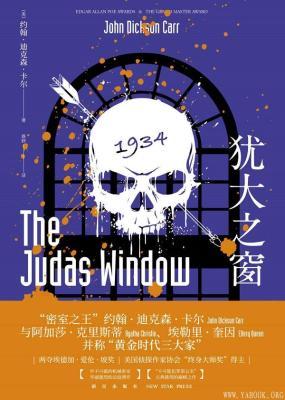 EDGAR ALLAN POE AWARDS & THE GRAND MASTER AWARD
John Dickson Carr
[美] 约翰·迪克森·卡尔
著
译
1934
The
Judas Window
犹大之窗
“密室之王”约翰·迪克森·卡尔 John Dickson Carr
与阿加莎·克里斯蒂 Agatha Christie、埃勒里·奎因 Ellery Queen
并称“黄金时代三大家”
两夺埃德加·爱伦·坡奖 | 美国侦探作家协会“终身大师奖”得主
新星出版社 NEW STAR PRESS
WWW.YABOOK.ORG